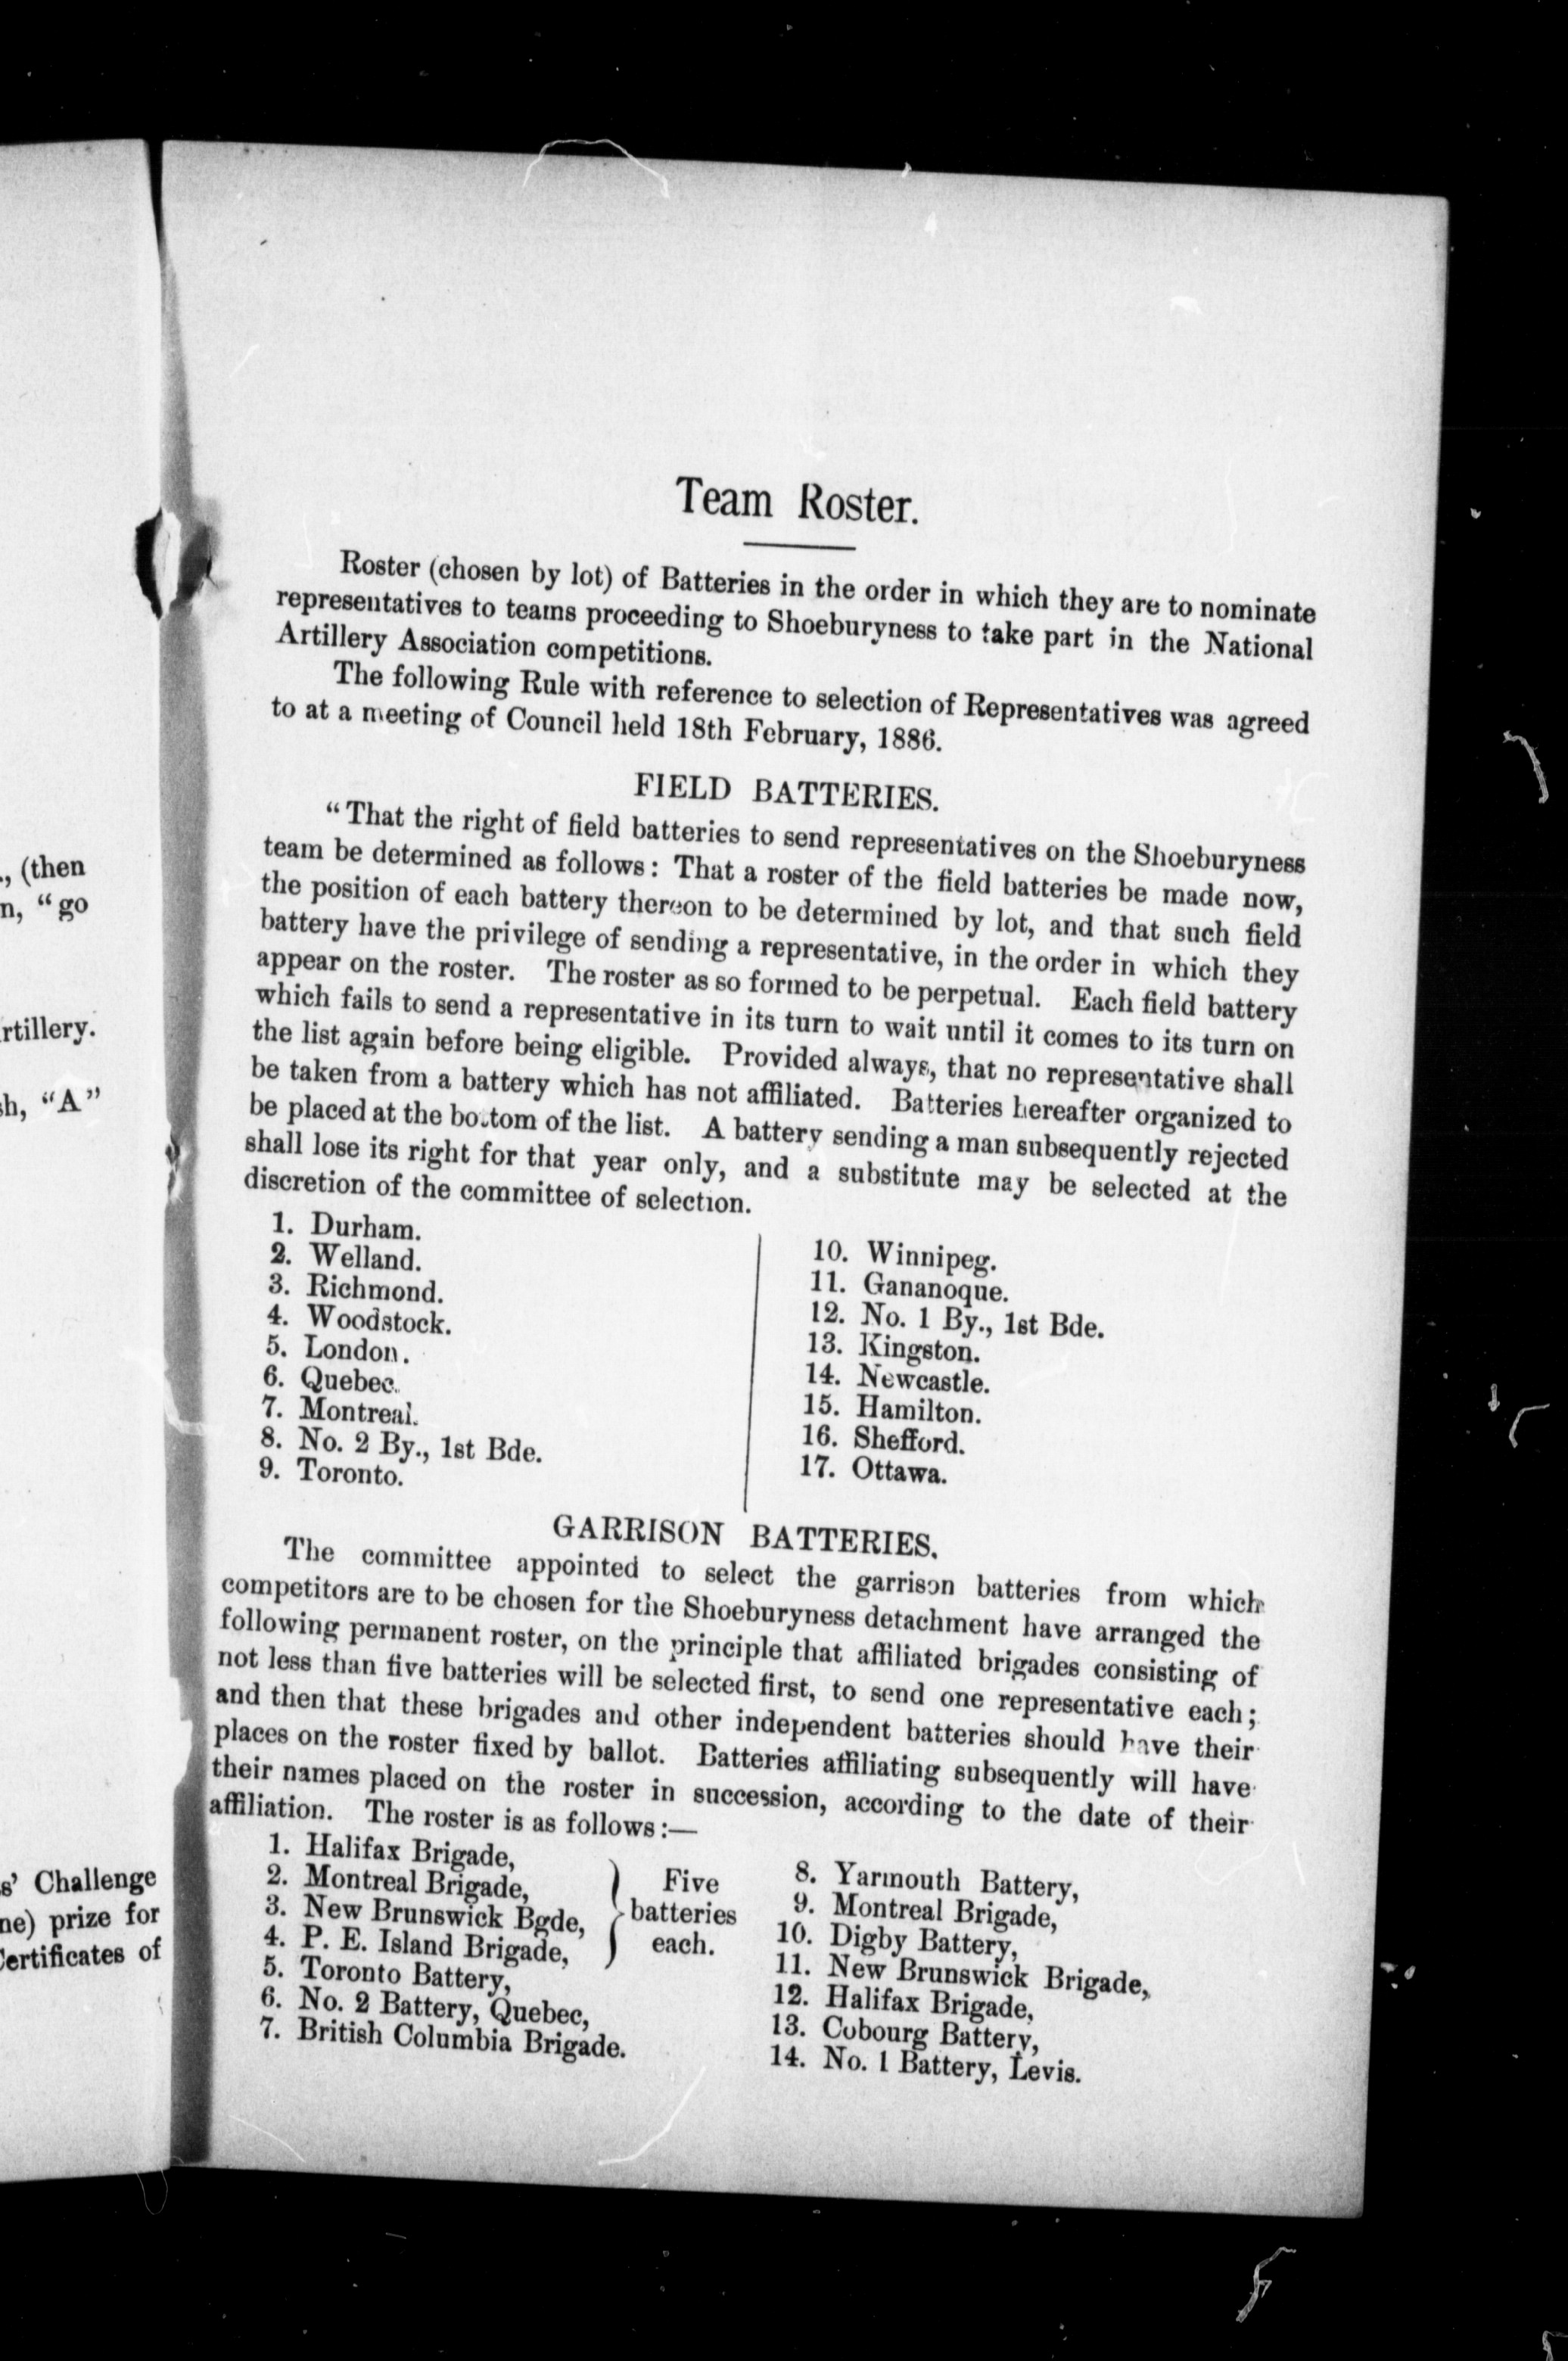 ., (then
n, “go
rtillery.
sh, “A”
s’ Challenge
ne) prize for
Certificates of
Team Roster.
Roster (chosen by lot) of Batteries in the order in which they are to nominate
representatives to teams proceeding to Shoeburyness to take part in the National
Artillery Association competitions.
The following Rule with reference to selection of Representatives was agreed
to at a meeting of Council held 18th February, 1886.
FIELD BATTERIES.
“That the right of field batteries to send representatives on the Shoeburyness
team be determined as follows: That a roster of the field batteries be made now,
the position of each battery thereon to be determined by lot, and that such field
battery have the privilege of sending a representative, in the order in which they
appear on the roster. The roster as so formed to be perpetual. Each field battery
which fails to send a representative in its turn to wait until it comes to its turn on
the list again before being eligible. Provided always, that no representative shall
be taken from a battery which has not affiliated. Batteries hereafter organized to
be placed at the bottom of the list. A battery sending a man subsequently rejected
shall lose its right for that year only, and a substitute may be selected at the
discretion of the committee of selection.
1. Durham.
2. Welland.
3. Richmond.
4. Woodstock.
5. London.
6. Quebec.
7. Montreal.
8. No. 2 By., 1st Bde.
9. Toronto.
10. Winnipeg.
11. Gananoque.
12. No. 1 By., 1st Bde.
13. Kingston.
14. Newcastle.
15. Hamilton.
16. Shefford.
17. Ottawa.
GARRISON BATTERIES.
The committee appointed to select the garrison batteries from which
competitors are to be chosen for the Shoeburyness detachment have arranged the
following permanent roster, on the principle that affiliated brigades consisting of
not less than five batteries will be selected first, to send one representative each;
and then that these brigades and other independent batteries should have their
places on the roster fixed by ballot. Batteries affiliating subsequently will have
their names placed on the roster in succession, according to the date of their
affiliation. The roster is as follows:—
1. Halifax Brigade,
2. Montreal Brigade,
3. New Brunswick Bgde,
4. P. E. Island Brigade,
Five
batteries
each.
5. Toronto Battery,
6. No. 2 Battery, Quebec,
7. British Columbia Brigade.
8. Yarmouth Battery,
9. Montreal Brigade,
10. Digby Battery,
11. New Brunswick Brigade,
12. Halifax Brigade,
13. Cobourg Battery,
14. No. 1 Battery, Levis.